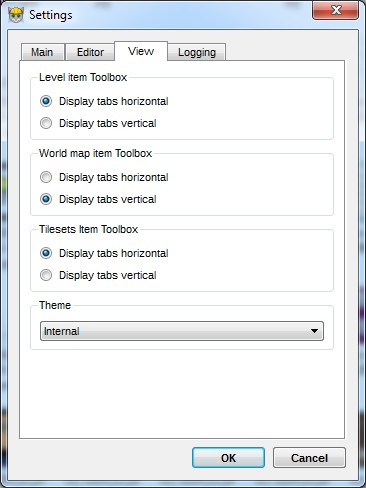 Settings
Main Editor View Logging
Level item Toolbox
Display tabs horizontal
Display tabs vertical
World map item Toolbox
Display tabs horizontal
Display tabs vertical
Tilesets Item Toolbox
Display tabs horizontal
Display tabs vertical
Theme
Internal
OK Cancel